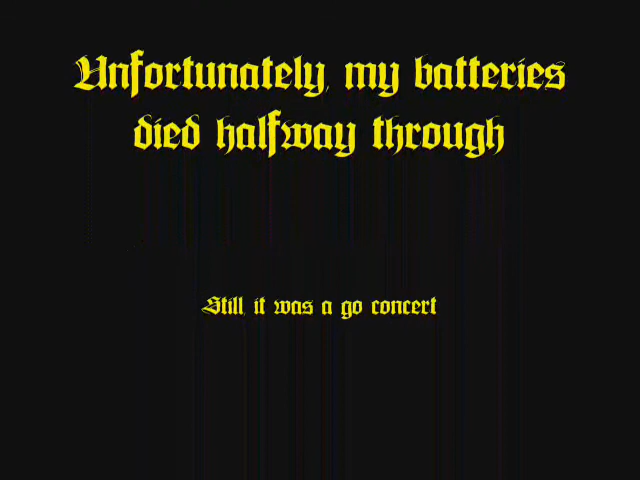 Unfortunately, my batteries
died halfway through
Still, it was a go concert